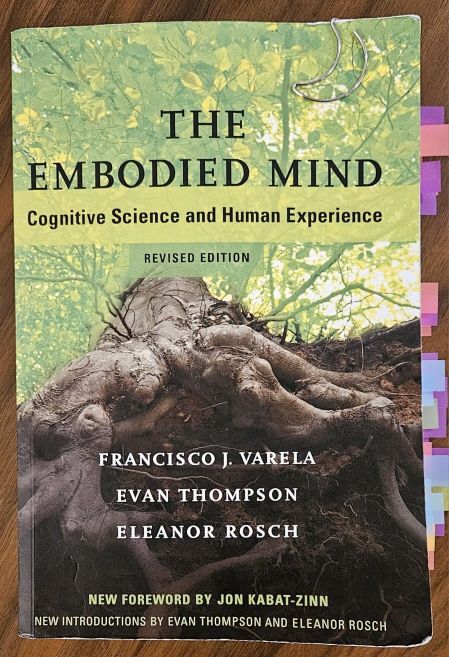 THE
EMBODIED MIND
Cognitive Science and Human Experience
REVISED EDITION
FRANCISCO J. VARELA
EVAN THOMPSON
ELEANOR ROSCH
NEW FOREWORD BY JON KABAT-ZINN
NEW INTRODUCTIONS BY EVAN THOMPSON AND ELEANOR ROSCH